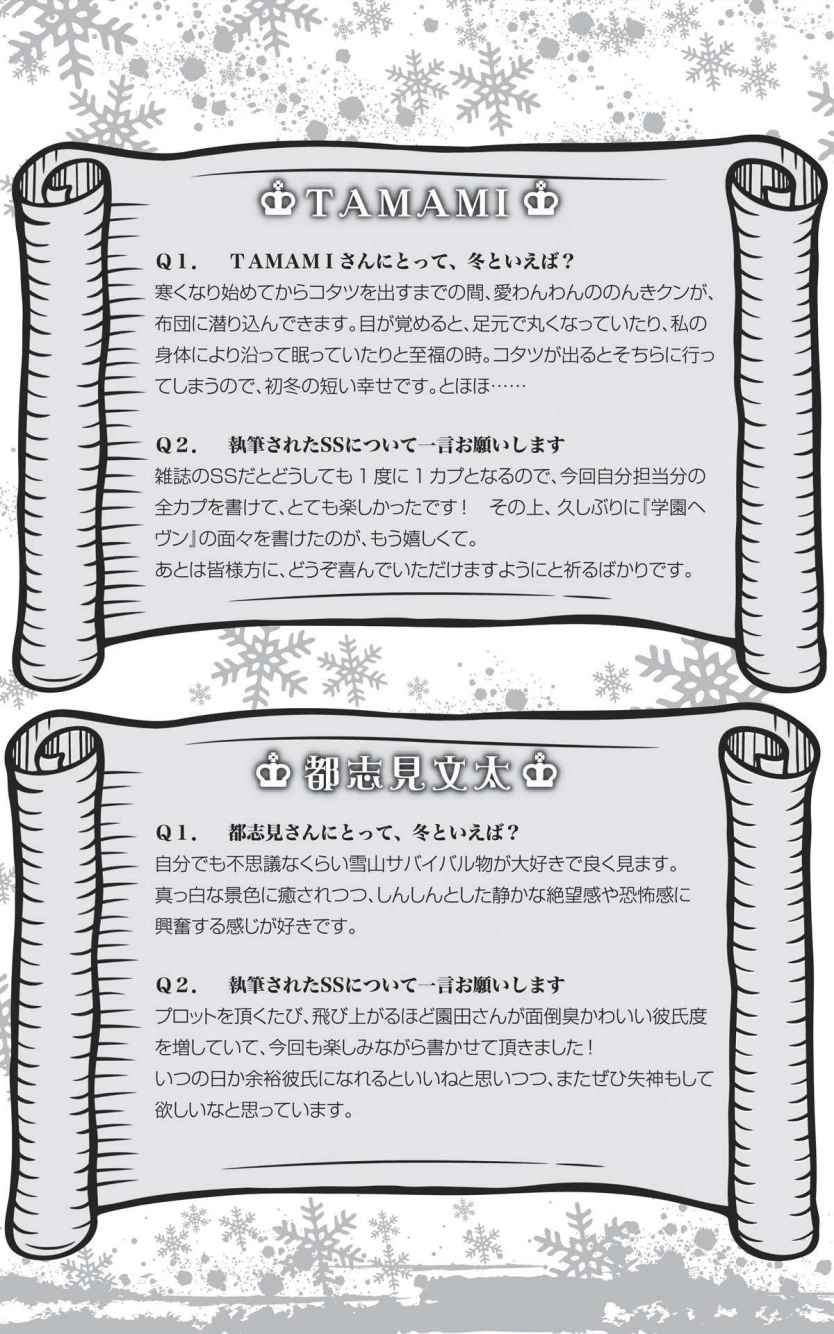 TAMAMI
Q1.　TAMAMIさんにとって、冬といえば？
寒くなり始めてからコタツを出すまでの間、愛わんわんののんきクンが、
布団に潜り込んできます。目が覚めると、足元で丸くなっていたり、私の
身体により沿って眠っていたりと至福の時。コタツが出るとそちらに行っ
てしまうので、初冬の短い幸せです。とほほ……
Q2.　執筆されたSSについて一言お願いします
雑誌のSSだとどうしても1度に1カプとなるので、今回自分担当分の
全カプを書けて、とても楽しかったです！　その上、久しぶりに『学園ヘ
ヴン』の面々を書けたのが、もう嬉しくて。
あとは皆様方に、どうぞ喜んでいただけますようにと祈るばかりです。
都志見文太
Q1.　都志見さんにとって、冬といえば？
自分でも不思議なくらい雪山サバイバル物が大好きで良く見ます。
真っ白な景色に癒されつつ、しんしんとした静かな絶望感や恐怖感に
興奮する感じが好きです。
Q2.　執筆されたSSについて一言お願いします
プロットを頂くたび、飛び上がるほど園田さんが面倒臭かわいい彼氏度
を増していて、今回も楽しみながら書かせて頂きました！
いつの日か余裕彼氏になれるといいねと思いつつ、またぜひ失神もして
欲しいなと思っています。